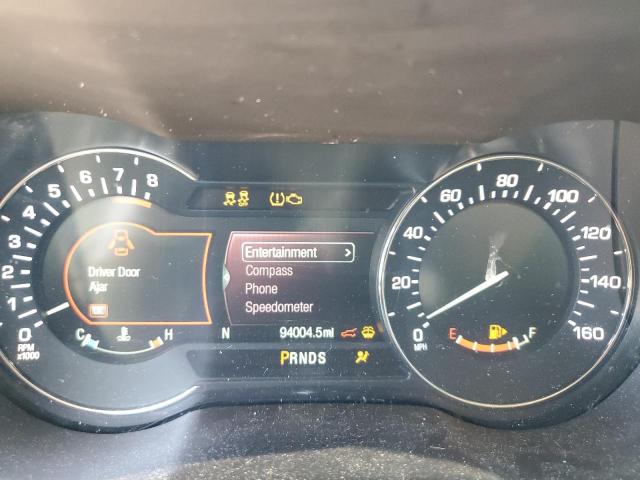 0 1 2 3 4 5 6 7 8
RPM
x1000
Driver Door
Ajar
C H
Entertainment >
Compass
Phone
Speedometer
N 94004.5mi
PRNDS
0 20 40 60 80 100 120 140 160
MPH
E F